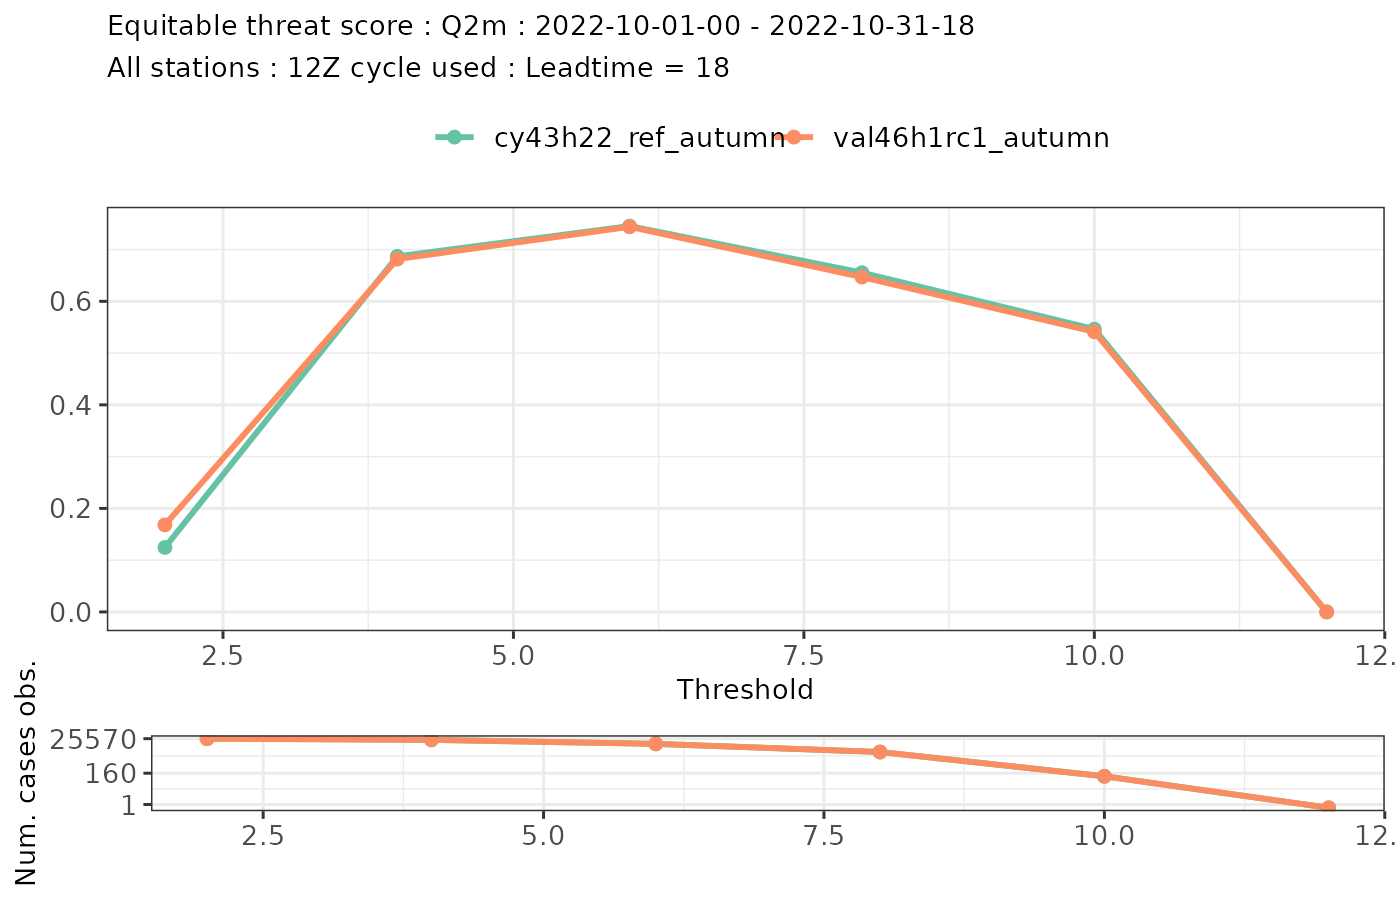 Equitable threat score : Q2m : 2022-10-01-00 - 2022-10-31-18
All stations : 12Z cycle used : Leadtime = 18
cy43h22_ref_autumn val46h1rc1_autumn
0.6
0.4
0.2
0.0
2.5 5.0 7.5 10.0 12.
Threshold
Num. cases obs.
25570
160
1
2.5 5.0 7.5 10.0 12.